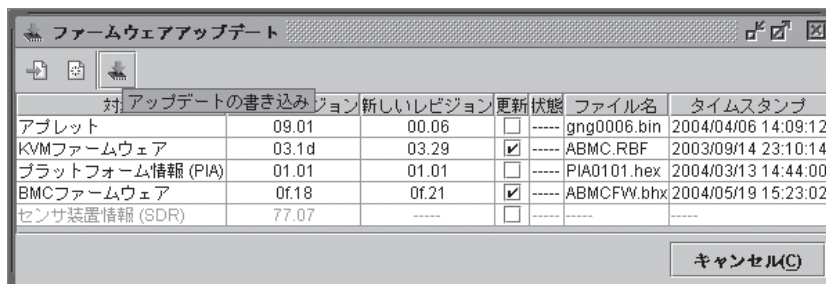 ファームウェアアップデート
アップデートの書き込み
対 ジョン 新しいレビジョン 更新 状態 ファイル名 タイムスタンプ
アプレット 09.01 00.06 ----- gng0006.bin 2004/04/06 14:09:12
KVMファームウェア 03.1d 03.29 ----- ABMC.RBF 2003/09/14 23:10:14
プラットフォーム情報 (PIA) 01.01 01.01 ----- PIA0101.hex 2004/03/13 14:44:00
BMCファームウェア 0f.18 0f.21 ----- ABMCFW.bhx 2004/05/19 15:23:02
センサ装置情報 (SDR) 77.07 ----- ----- ----- -----
キャンセル(C)